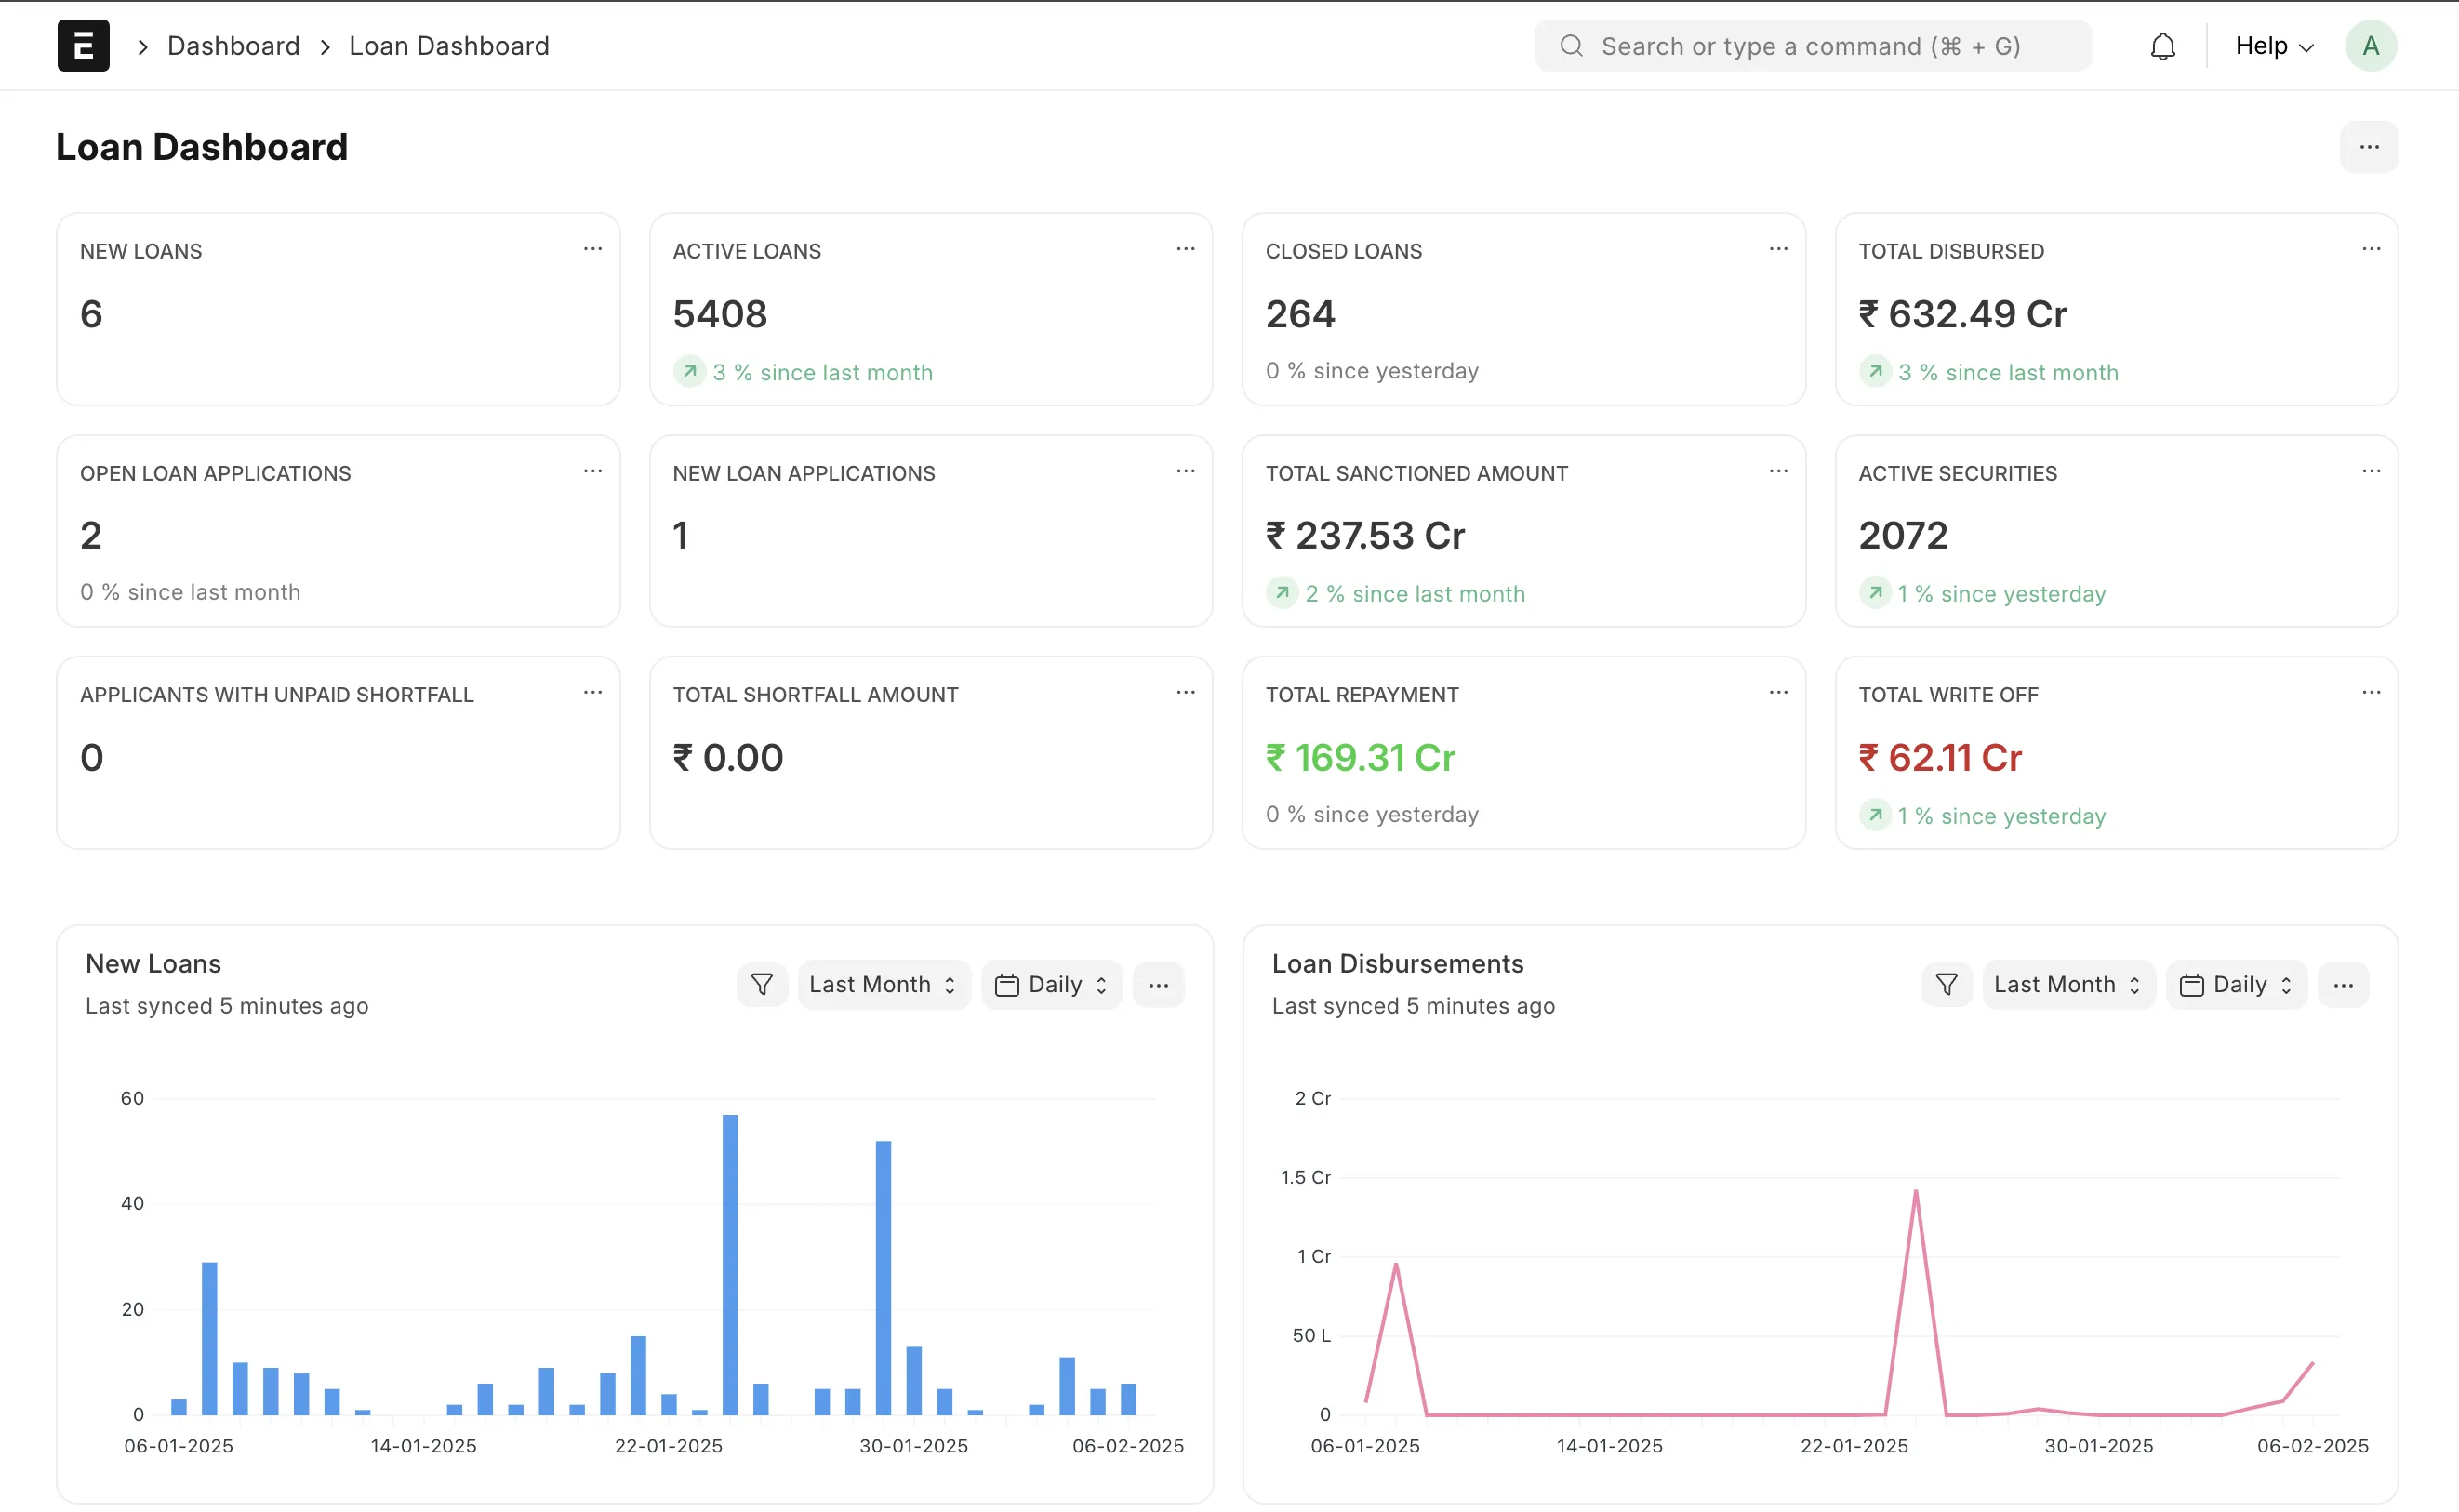 E
Dashboard
Loan Dashboard
Search or type a command (⌘ + G)
Help
A
Loan Dashboard
NEW LOANS
6
ACTIVE LOANS
5408
3 % since last month
CLOSED LOANS
264
0 % since yesterday
TOTAL DISBURSED
₹ 632.49 Cr
3 % since last month
OPEN LOAN APPLICATIONS
2
0 % since last month
NEW LOAN APPLICATIONS
1
TOTAL SANCTIONED AMOUNT
₹ 237.53 Cr
2 % since last month
ACTIVE SECURITIES
2072
1 % since yesterday
APPLICANTS WITH UNPAID SHORTFALL
0
TOTAL SHORTFALL AMOUNT
₹ 0.00
TOTAL REPAYMENT
₹ 169.31 Cr
0 % since yesterday
TOTAL WRITE OFF
₹ 62.11 Cr
1 % since yesterday
New Loans
Last synced 5 minutes ago
Last Month
Daily
60
40
20
0
06-01-2025
14-01-2025
22-01-2025
30-01-2025
06-02-2025
Loan Disbursements
Last synced 5 minutes ago
Last Month
Daily
2 Cr
1.5 Cr
1 Cr
50 L
0
06-01-2025
14-01-2025
22-01-2025
30-01-2025
06-02-2025